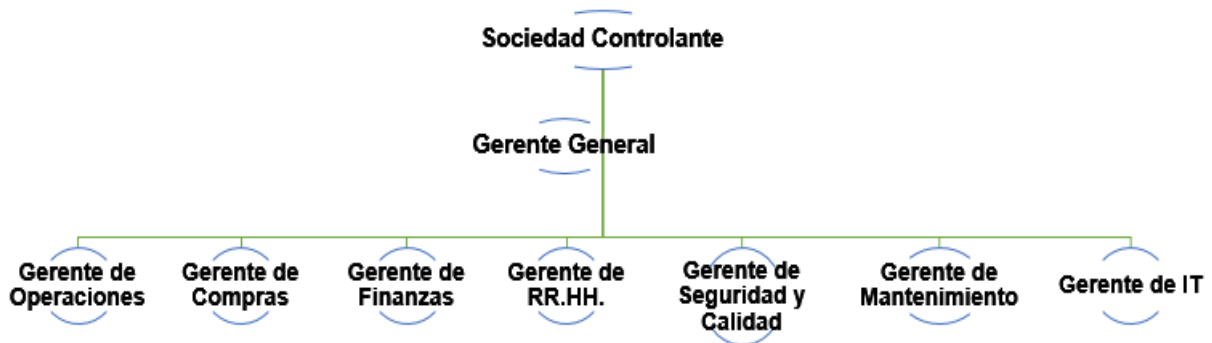 Sociedad Controlante
Gerente General
Gerente de
Operaciones
Gerente de
Compras
Gerente de
Finanzas
Gerente de
RR.HH.
Gerente de
Seguridad y
Calidad
Gerente de
Mantenimiento
Gerente de IT